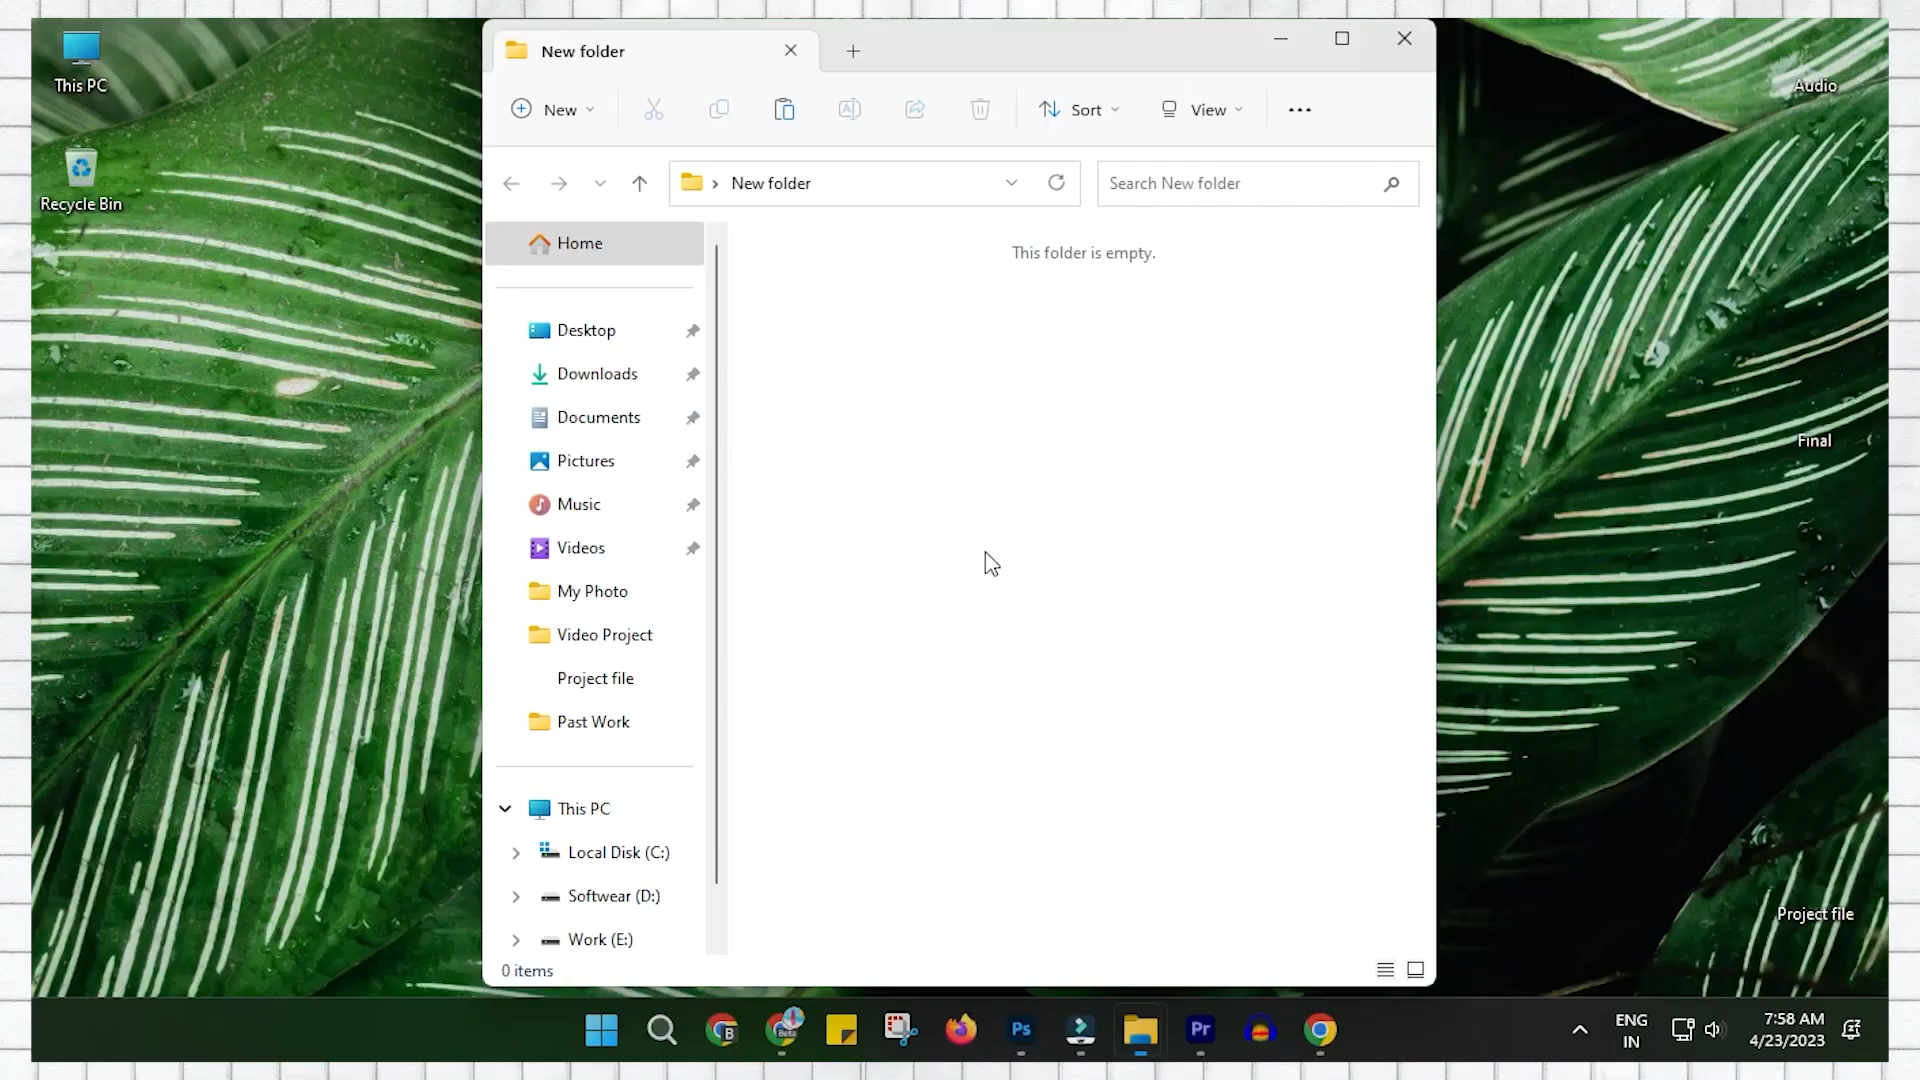 This PC
Recycle Bin
New folder
New
Sort
View
New folder
Search New folder
Home
This folder is empty.
Desktop
Downloads
Documents
Pictures
Music
Videos
My Photo
Video Project
Project file
Past Work
This PC
Local Disk (C:)
Softwear (D:)
Work (E:)
0 items
Audio
Final
Project file
B
Beta
Ps
Pr
ENG
IN
7:58 AM
4/23/2023